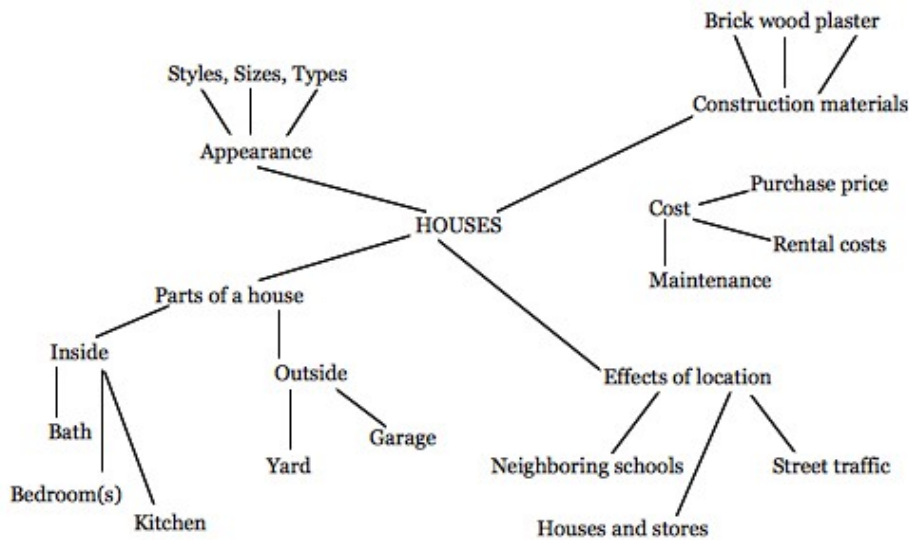 Brick wood plaster
Styles, Sizes, Types
Construction materials
Appearance
Purchase price
Cost
HOUSES
Rental costs
Maintenance
Parts of a house
Inside
Outside
Effects of location
Bath
Garage
Yard
Neighboring schools
Street traffic
Bedroom(s)
Kitchen
Houses and stores